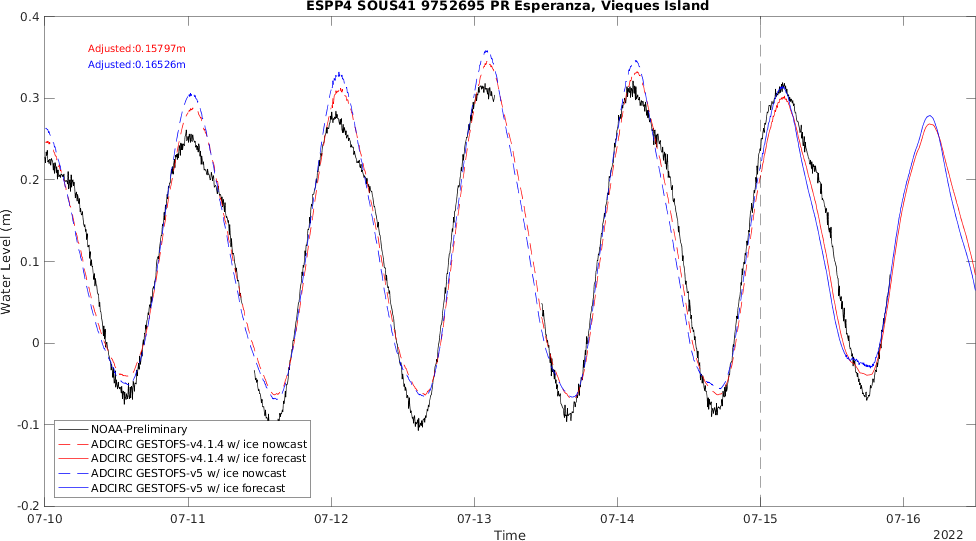 ESPP4 SOUS41 9752695 PR Esperanza, Vieques Island
0.4
Adjusted:0.15797m
Adjusted:0.16526m
0.3
0.2
Water Level (m)
0.1
0
-0.1
NOAA-Preliminary
ADCIRC GESTOFS-v4.1.4 w/ ice nowcast
ADCIRC GESTOFS-v4.1.4 w/ ice forecast
ADCIRC GESTOFS-v5 w/ ice nowcast
ADCIRC GESTOFS-v5 w/ ice forecast
-0.2
07-10 07-11 07-12 07-13 07-14 07-15 07-16
Time
2022